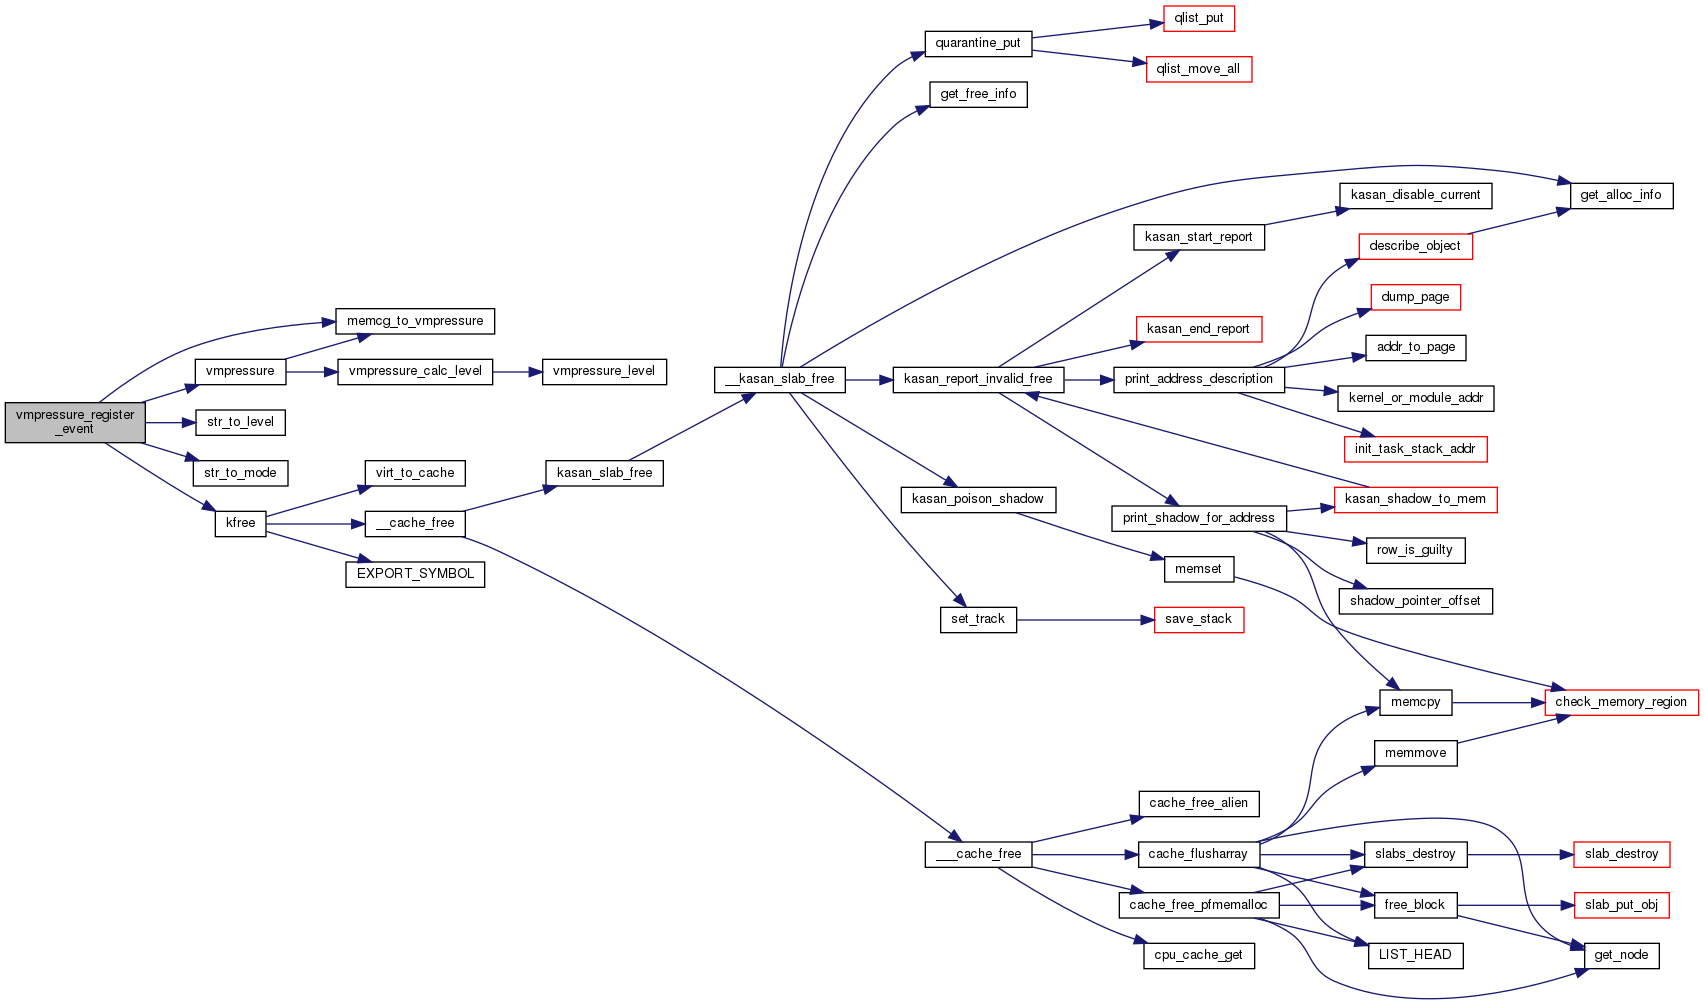 qlist_put
quarantine_put
qlist_move_all
get_free_info
kasan_disable_current
get_alloc_info
kasan_start_report
describe_object
dump_page
memcg_to_vmpressure
kasan_end_report
addr_to_page
vmpressure
vmpressure_calc_level
vmpressure_level
__kasan_slab_free
kasan_report_invalid_free
print_address_description
kernel_or_module_addr
vmpressure_register
_event
str_to_level
init_task_stack_addr
str_to_mode
virt_to_cache
kasan_slab_free
kasan_poison_shadow
kasan_shadow_to_mem
kfree
__cache_free
print_shadow_for_address
row_is_guilty
EXPORT_SYMBOL
memset
shadow_pointer_offset
set_track
save_stack
memcpy
check_memory_region
memmove
cache_free_alien
___cache_free
cache_flusharray
slabs_destroy
slab_destroy
cache_free_pfmemalloc
free_block
slab_put_obj
cpu_cache_get
LIST_HEAD
get_node